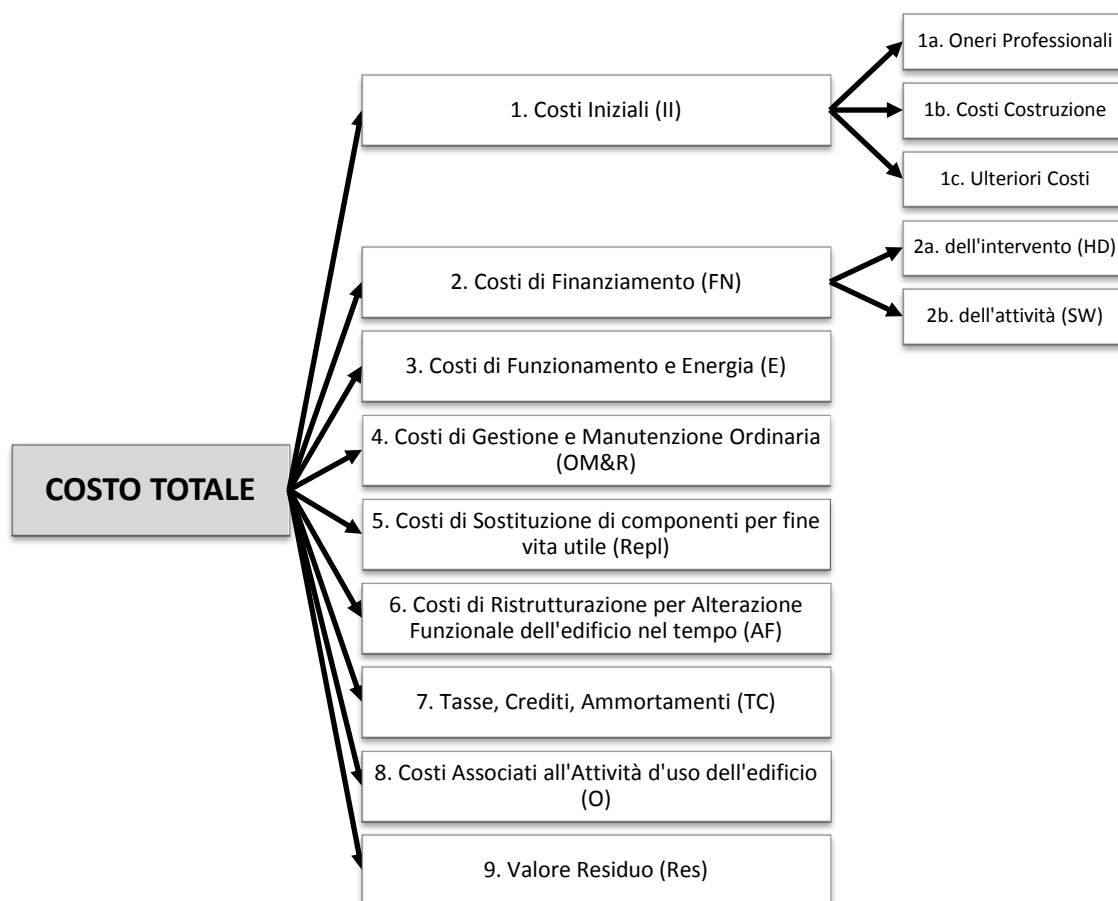 COSTO TOTALE
1. Costi Iniziali (II)
1a. Oneri Professionali
1b. Costi Costruzione
1c. Ulteriori Costi
2. Costi di Finanziamento (FN)
2a. dell'intervento (HD)
2b. dell'attività (SW)
3. Costi di Funzionamento e Energia (E)
4. Costi di Gestione e Manutenzione Ordinaria
(OM&R)
5. Costi di Sostituzione di componenti per fine
vita utile (Repl)
6. Costi di Ristrutturazione per Alterazione
Funzionale dell'edificio nel tempo (AF)
7. Tasse, Crediti, Ammortamenti (TC)
8. Costi Associati all'Attività d'uso dell'edificio
(O)
9. Valore Residuo (Res)